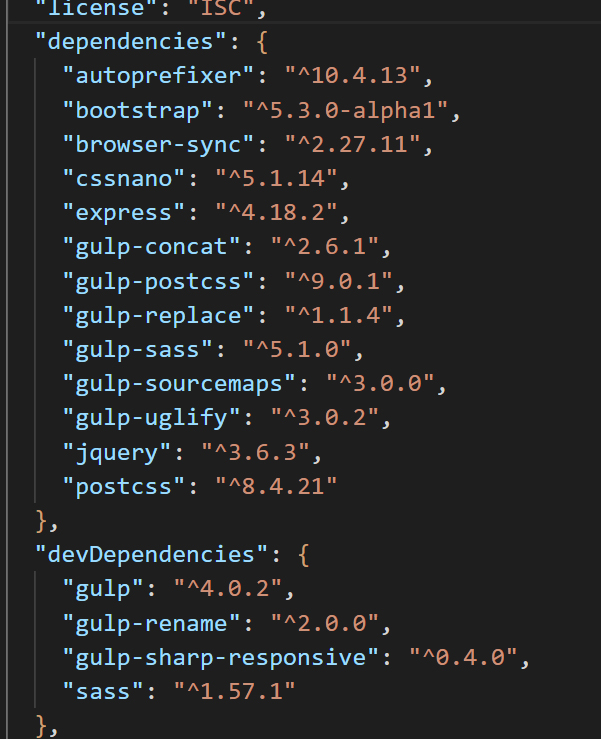 "license": "ISC",
"dependencies": {
"autoprefixer": "^10.4.13",
"bootstrap": "^5.3.0-alpha1",
"browser-sync": "^2.27.11",
"cssnano": "^5.1.14",
"express": "^4.18.2",
"gulp-concat": "^2.6.1",
"gulp-postcss": "^9.0.1",
"gulp-replace": "^1.1.4",
"gulp-sass": "^5.1.0",
"gulp-sourcemaps": "^3.0.0",
"gulp-uglify": "^3.0.2",
"jquery": "^3.6.3",
"postcss": "^8.4.21"
},
"devDependencies": {
"gulp": "^4.0.2",
"gulp-rename": "^2.0.0",
"gulp-sharp-responsive": "^0.4.0",
"sass": "^1.57.1"
},